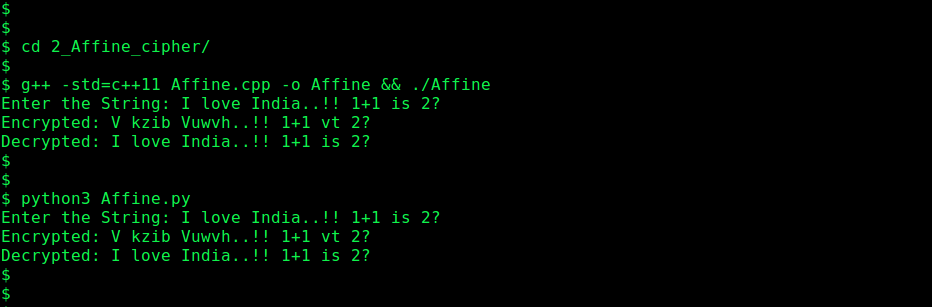 $
$
$ cd 2_Affine_cipher/
$
$ g++ -std=c++11 Affine.cpp -o Affine && ./Affine
Enter the String: I love India..!! 1+1 is 2?
Encrypted: V kzib Vuwvh..!! 1+1 vt 2?
Decrypted: I love India..!! 1+1 is 2?
$
$
$ python3 Affine.py
Enter the String: I love India..!! 1+1 is 2?
Encrypted: V kzib Vuwvh..!! 1+1 vt 2?
Decrypted: I love India..!! 1+1 is 2?
$
$